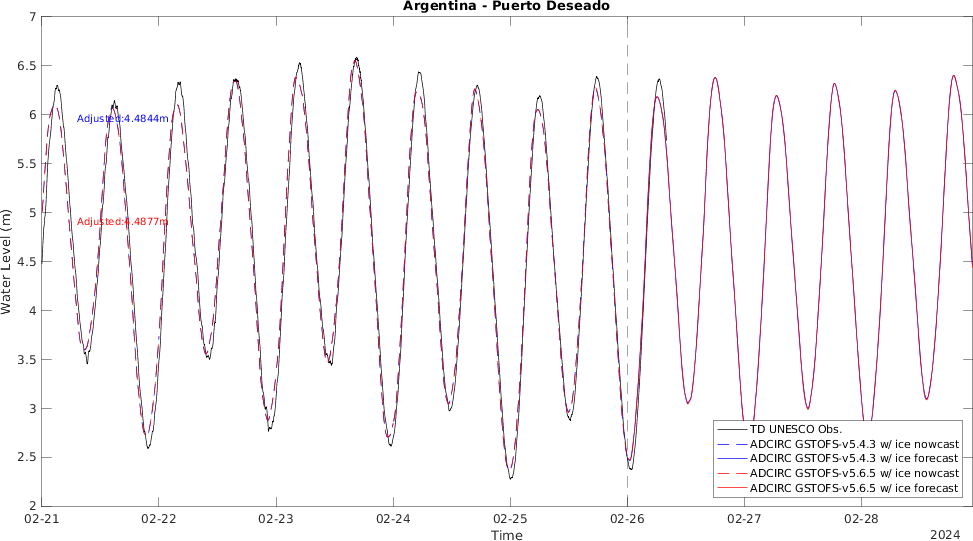 Argentina - Puerto Deseado
7
6.5
6
5.5
5
4.5
4
3.5
3
2.5
2
Water Level (m)
Adjusted:4.4844m
Adjusted:4.4877m
TD UNESCO Obs.
ADCIRC GSTOFS-v5.4.3 w/ ice nowcast
ADCIRC GSTOFS-v5.4.3 w/ ice forecast
ADCIRC GSTOFS-v5.6.5 w/ ice nowcast
ADCIRC GSTOFS-v5.6.5 w/ ice forecast
02-21 02-22 02-23 02-24 02-25 02-26 02-27 02-28
Time
2024